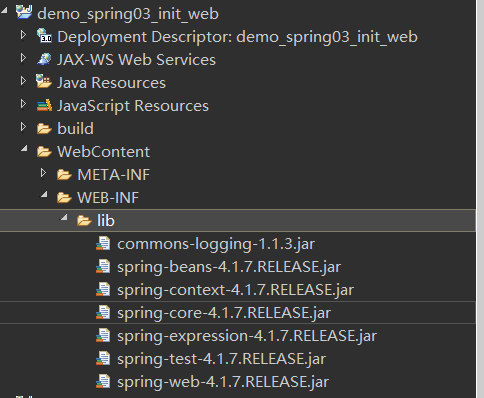 demo_spring03_init_web
Deployment Descriptor: demo_spring03_init_web
JAX-WS Web Services
Java Resources
JavaScript Resources
build
WebContent
META-INF
WEB-INF
lib
commons-logging-1.1.3.jar
spring-beans-4.1.7.RELEASE.jar
spring-context-4.1.7.RELEASE.jar
spring-core-4.1.7.RELEASE.jar
spring-expression-4.1.7.RELEASE.jar
spring-test-4.1.7.RELEASE.jar
spring-web-4.1.7.RELEASE.jar